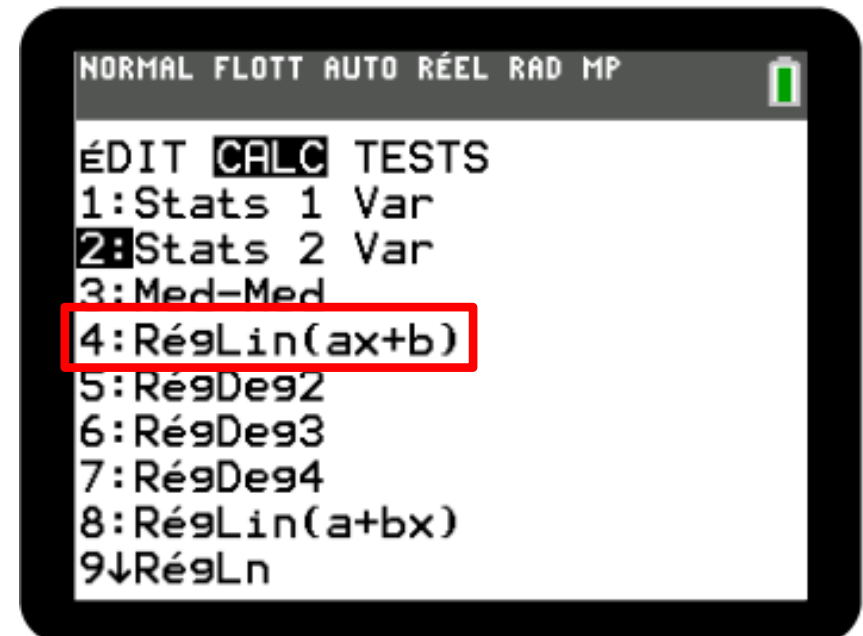 NORMAL FLOTT AUTO RÉEL RAD MP
ÉDIT CALC TESTS
1:Stats 1 Var
2:Stats 2 Var
3:Med-Med
4:RégLin(ax+b)
5:RégDeg2
6:RégDeg3
7:RégDeg4
8:RégLin(a+bx)
9↓RégLn